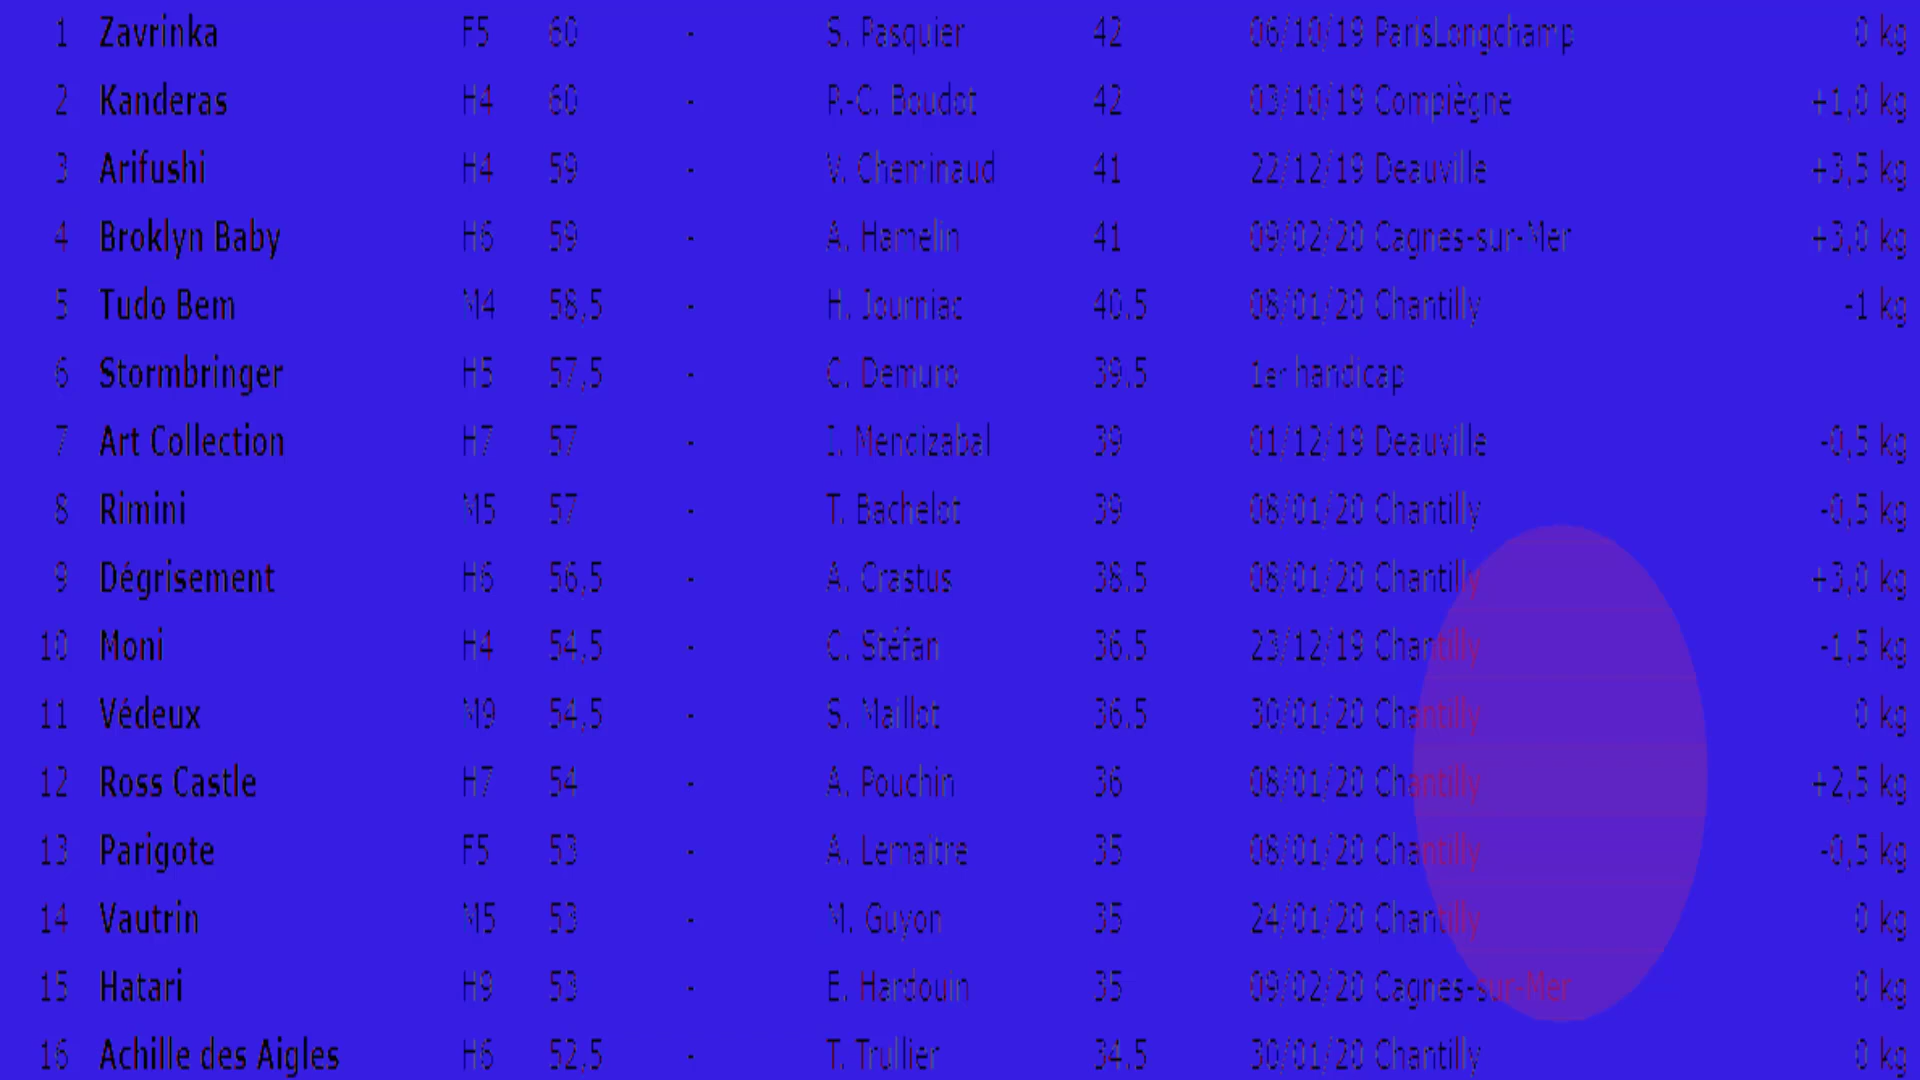 1 Zavrinka F5 60 - S. Pasquier 42 06/10/19 ParisLongchamp 0 kg
2 Kanderas H4 60 - P.-C. Boudot 42 03/10/19 Compiègne +1,0 kg
3 Arifushi H4 59 - V. Cheminaud 41 22/12/19 Deauville +3,5 kg
4 Broklyn Baby H6 59 - A. Hamelin 41 09/02/20 Cagnes-sur-Mer +3,0 kg
5 Tudo Bem M4 58,5 - H. Journiac 40.5 08/01/20 Chantilly -1 kg
6 Stormbringer H5 57,5 - C. Demuro 39.5 1er handicap
7 Art Collection H7 57 - I. Mendizabal 39 01/12/19 Deauville -0,5 kg
8 Rimini M5 57 - T. Bachelot 39 08/01/20 Chantilly -0,5 kg
9 Dégrisement H6 56,5 - A. Crastus 38.5 08/01/20 Chantilly +3,0 kg
10 Moni H4 54,5 - C. Stéfan 36.5 23/12/19 Chantilly -1,5 kg
11 Védeux M9 54,5 - S. Maillot 36.5 30/01/20 Chantilly 0 kg
12 Ross Castle H7 54 - A. Pouchin 36 08/01/20 Chantilly +2,5 kg
13 Parigote F5 53 - A. Lemaitre 35 08/01/20 Chantilly -0,5 kg
14 Vautrin M5 53 - M. Guyon 35 24/01/20 Chantilly 0 kg
15 Hatari H9 53 - E. Hardouin 35 09/02/20 Cagnes-sur-Mer 0 kg
16 Achille des Aigles H6 52,5 - T. Trullier 34.5 30/01/20 Chantilly 0 kg